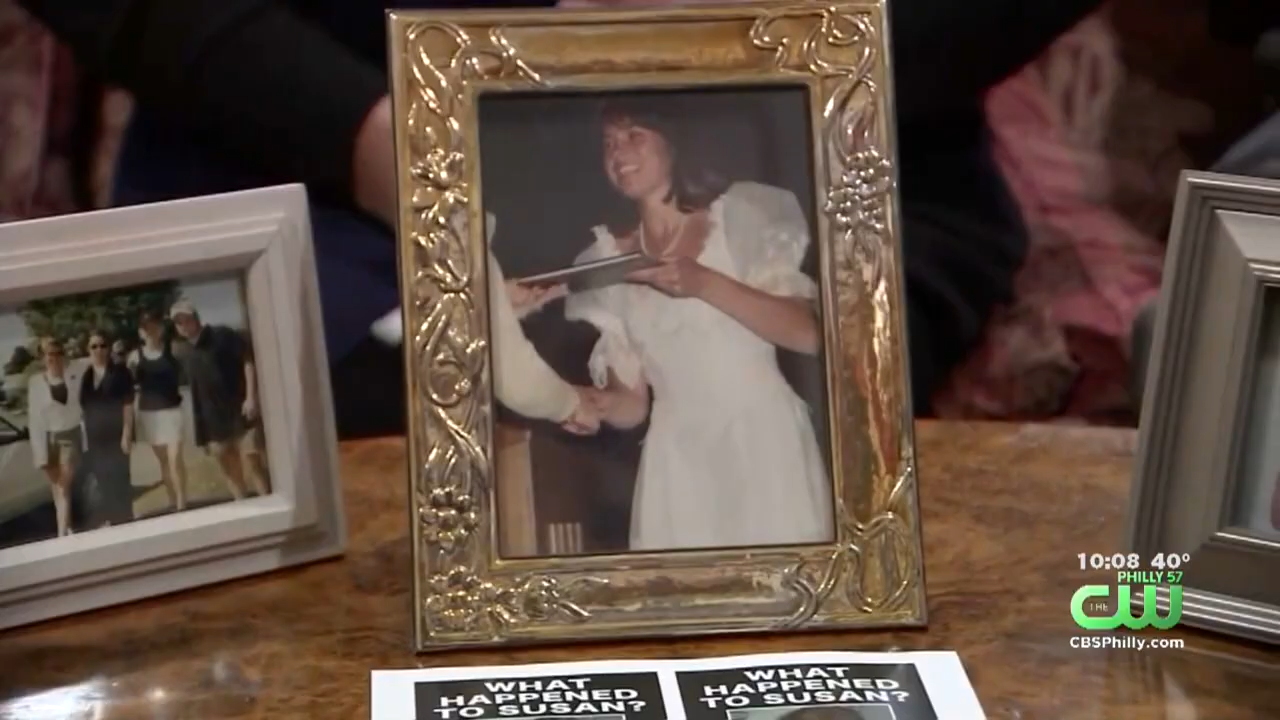 10:08 40°
PHILLY 57
THE CW
CBSPhilly.com
WHAT
HAPPENED
TO SUSAN?
WHAT
HAPPENED
TO SUSAN?